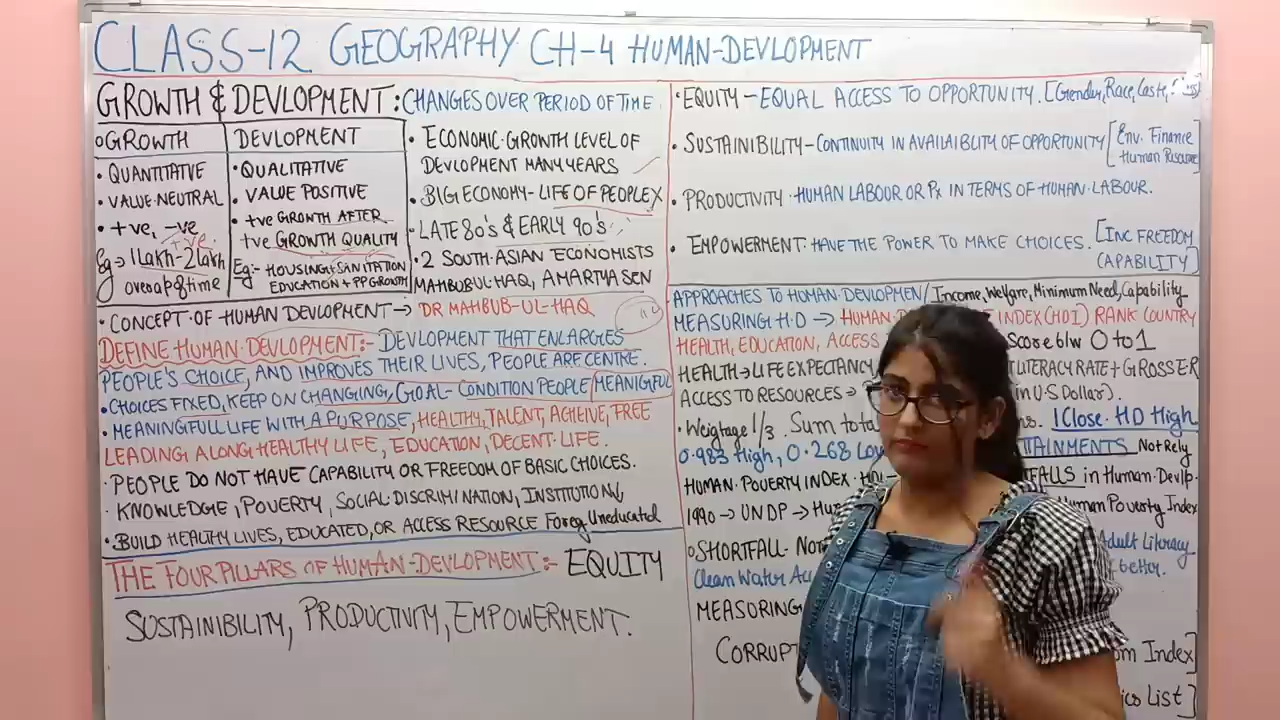 CLASS-12 GEOGRAPHY CH-4 HUMAN-DEVLOPMENT
GROWTH & DEVLOPMENT: CHANGES OVER PERIOD OF TIME
GROWTH
• QUANTITATIVE
• VALUE-NEUTRAL
• +ve, -ve
+ve
Eg→ 1lakh-2lakh
over a p of time
DEVLOPMENT
• QUALITATIVE
VALUE POSITIVE
• +ve GROWTH AFTER
+ve GROWTH QUALITY
Eg:- HOUSING+SANITATION
EDUCATION + PP GROWTH
• ECONOMIC-GROWTH LEVEL OF
DEVLOPMENT MANY YEARS
• BIG ECONOMY-LIFE OF PEOPLE X
• LATE 80's & EARLY 90's
• 2 SOUTH-ASIAN ECONOMISTS
MAHBUBUL-HAQ, AMARTYA SEN
• CONCEPT OF HUMAN DEVELOPMENT → DR MAHBUB-UL-HAQ
DEFINE HUMAN-DEVLOPMENT:- DEVLOPMENT THAT ENLARGES
PEOPLE'S CHOICE, AND IMPROVES THEIR LIVES, PEOPLE ARE CENTRE.
• CHOICES FIXED, KEEP ON CHANGING, GOAL- CONDITION PEOPLE MEANIGFUL
• MEANINGFULL LIFE WITH A PURPOSE, HEALTHY, TALENT, ACHEIVE, FREE
LEADING ALONG HEALTHY LIFE, EDUCATION, DECENT-LIFE.
• PEOPLE DO NOT HAVE CAPABILITY OR FREEDOM OF BASIC CHOICES.
• KNOWLEDGE, POVERTY, SOCIAL DISCRIMINATION, INSTITUTION
• BUILD HEALTHY LIVES, EDUCATED, OR ACCESS RESOURCE Foreg Uneducated
THE FOUR PILLARS OF HUMAN-DEVLOPMENT:- EQUITY
SUSTAINIBILITY, PRODUCTIVITY, EMPOWERMENT.
• EQUITY - EQUAL ACCESS TO OPPORTUNITY. [Gender, Race, Caste,
• SUSTAINIBILITY - CONTINUITY IN AVAILAIBLITY OF OPPORTUNITY [Env. Finance
Human Resource
• PRODUCTIVITY - HUMAN LABOUR OR Px IN TERMS OF HUMAN-LABOUR.
• EMPOWERMENT: HAVE THE POWER TO MAKE CHOICES. [INC FREEDOM
CAPABILITY]
APPROACHES TO HUMAN-DEVLOPMEN / Income, Welfare, Minimum Need, Capability
MEASURING H.D → HUMAN INDEX (HDI) RANK COUNTRY
HEALTH, EDUCATION, ACCESS Score b/w 0 to 1
HEALTH → LIFE EXPECTANCY LITERACY RATE + GROSS ER
ACCESS TO RESOURCES → (in U.S Dollar).
• Weigtage 1/3. Sum total 1 Close-HD High
0.983 High, 0.268 Low TAINMENTS Not rely
HUMAN-POVERTY INDEX- FALLS in Human-Devlp.
1990 → UNDP → Human Poverty Index
SHORTFALL- Adult Literacy
Clean Water better.
MEASURING
CORRUPT Index]
List]